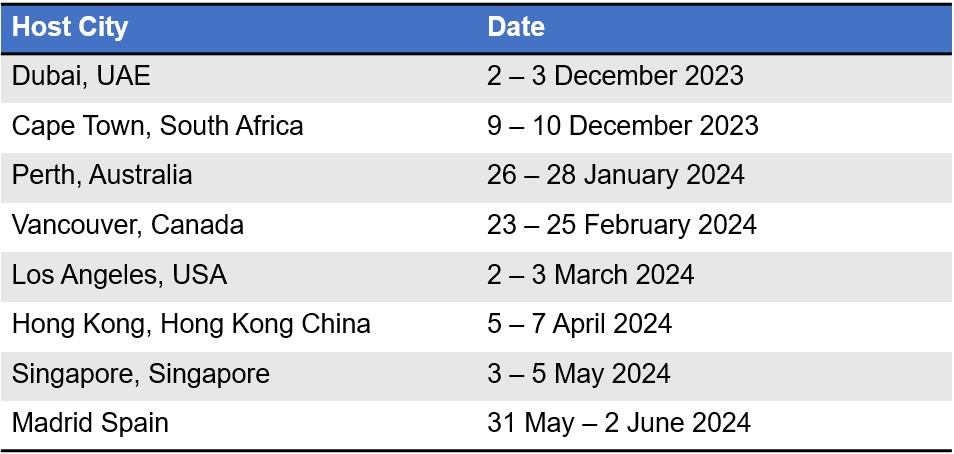 Host City Date
Dubai, UAE 2 – 3 December 2023
Cape Town, South Africa 9 – 10 December 2023
Perth, Australia 26 – 28 January 2024
Vancouver, Canada 23 – 25 February 2024
Los Angeles, USA 2 – 3 March 2024
Hong Kong, Hong Kong China 5 – 7 April 2024
Singapore, Singapore 3 – 5 May 2024
Madrid Spain 31 May – 2 June 2024